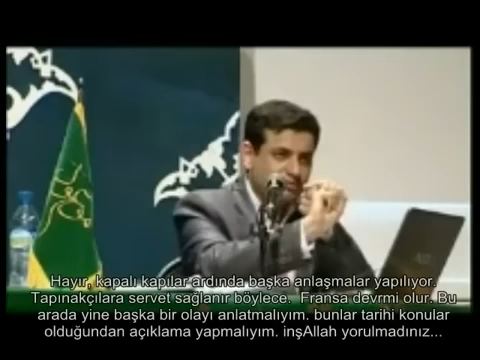 Hayır, kapalı kapılar ardında başka anlaşmalar yapılıyor.
Tapınakçılara servet sağlanır böylece.  Fransa devrmi olur. Bu
arada yine başka bir olayı anlatmalıyım. bunlar tarihi konular
olduğundan açıklama yapmalıyım. inşAllah yorulmadınız...